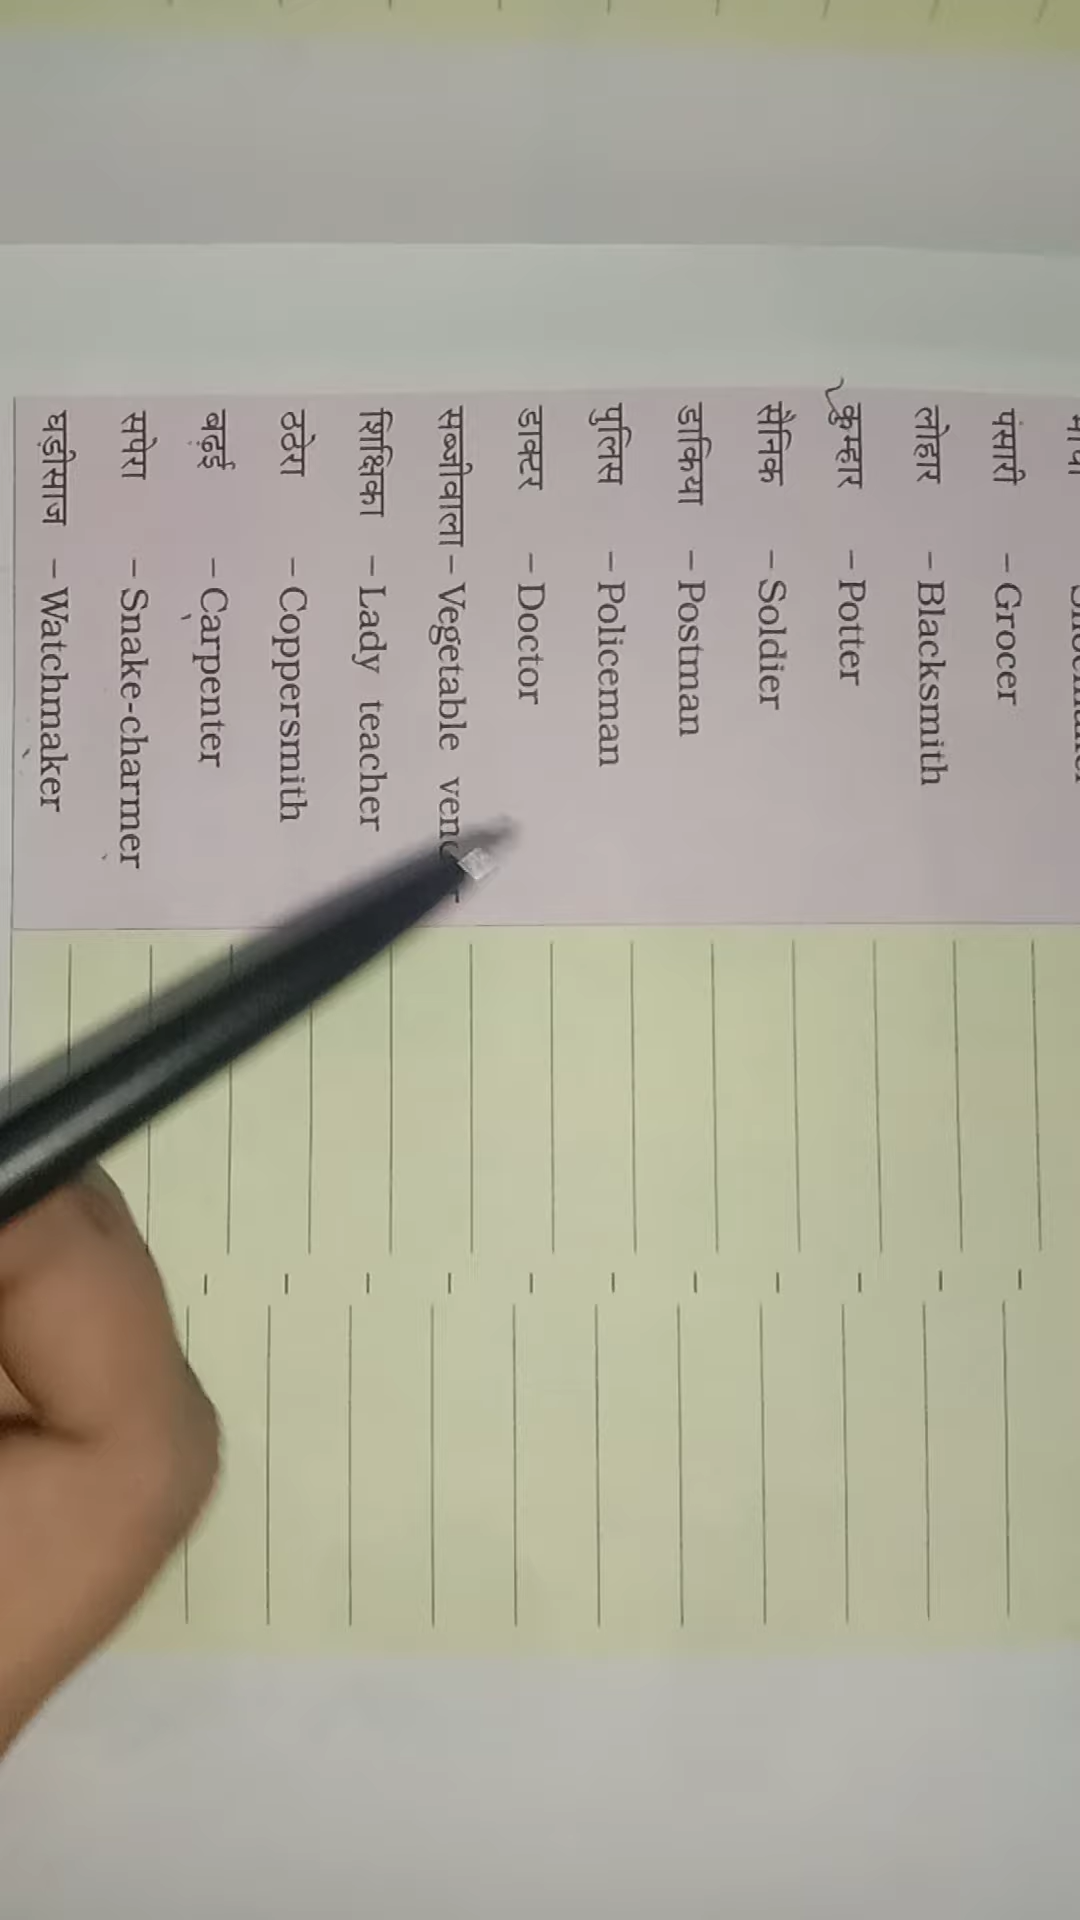 पंसारी – Grocer
लोहार – Blacksmith
कुम्हार – Potter
सैनिक – Soldier
डाकिया – Postman
पुलिस – Policeman
डाक्टर – Doctor
सब्जीवाला – Vegetable
शिक्षिका – Lady teacher
ठठेरा – Coppersmith
बढ़ई – Carpenter
सपेरा – Snake-charmer
घड़ीसाज – Watchmaker